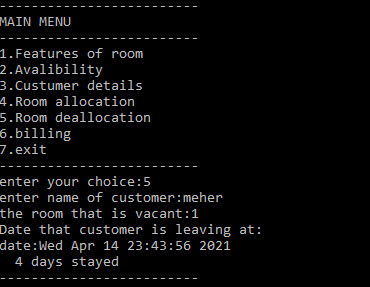 -------------------------
MAIN MENU
-------------------------
1.Features of room
2.Avalibility
3.Custumer details
4.Room allocation
5.Room deallocation
6.billing
7.exit
-------------------------
enter your choice:5
enter name of customer:meher
the room that is vacant:1
Date that customer is leaving at:
date:Wed Apr 14 23:43:56 2021
  4 days stayed
-------------------------